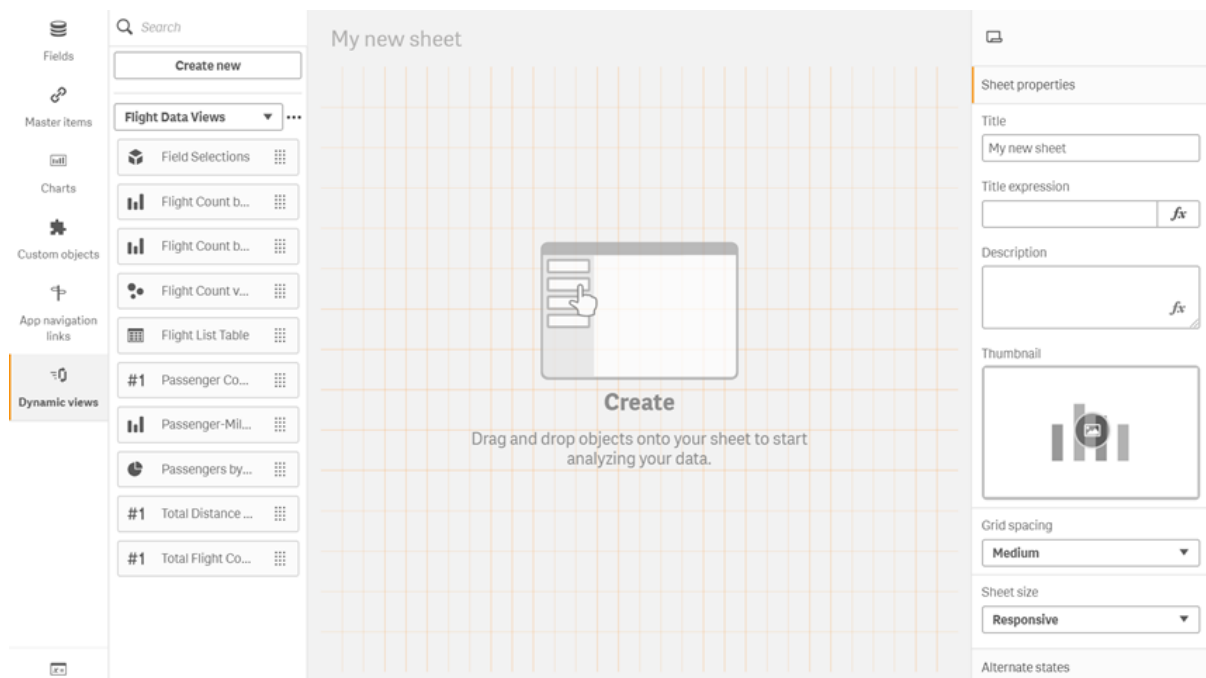 Fields
Master items
Charts
Custom objects
App navigation
links
Dynamic views
Search
Create new
Flight Data Views
Field Selections
Flight Count b...
Flight Count b...
Flight Count v...
Flight List Table
#1 Passenger Co...
Passenger-Mil...
Passengers by...
#1 Total Distance ...
#1 Total Flight Co...
My new sheet
Create
Drag and drop objects onto your sheet to start
analyzing your data.
Sheet properties
Title
My new sheet
Title expression
fx
Description
fx
Thumbnail
Grid spacing
Medium
Sheet size
Responsive
Alternate states